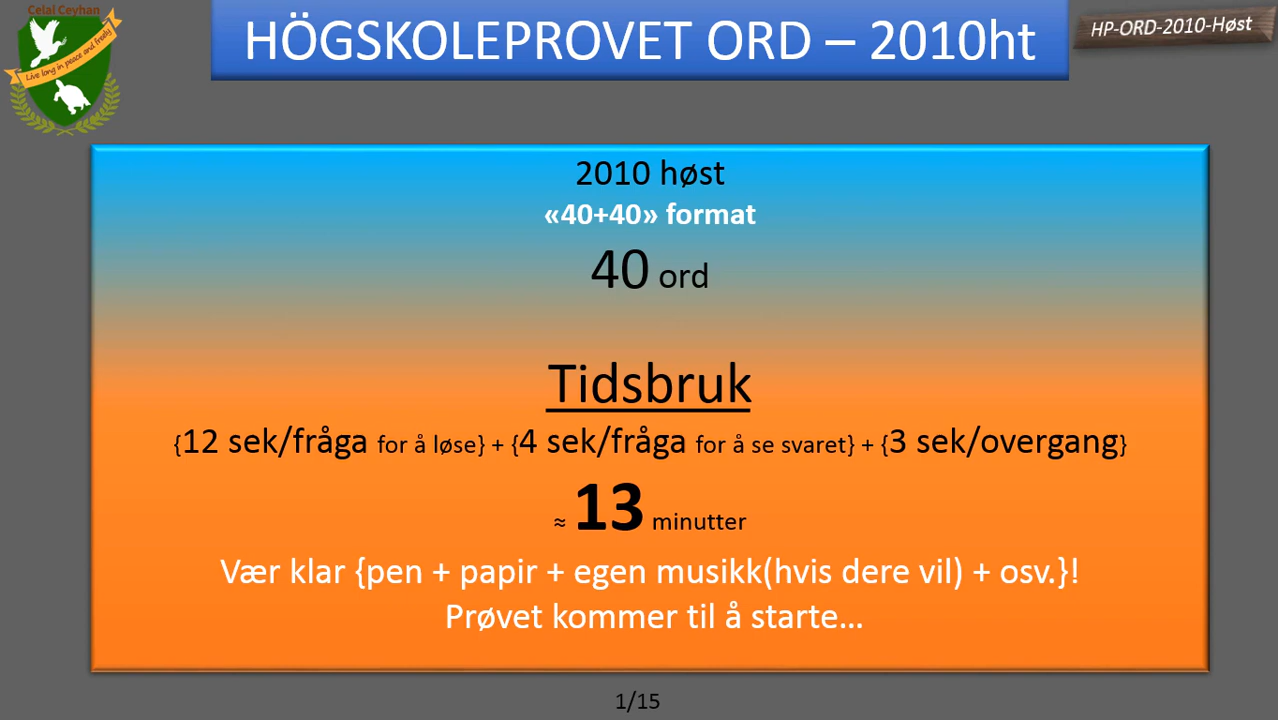 Celal Ceyhan
Live long in peace and freely
HÖGSKOLEPROVET ORD – 2010ht
HP-ORD-2010-Høst
2010 høst
«40+40» format
40 ord
Tidsbruk
{12 sek/fråga for å løse} + {4 sek/fråga for å se svaret} + {3 sek/overgang}
≈ 13 minutter
Vær klar {pen + papir + egen musikk(hvis dere vil) + osv.}!
Prøvet kommer til å starte...
1/15